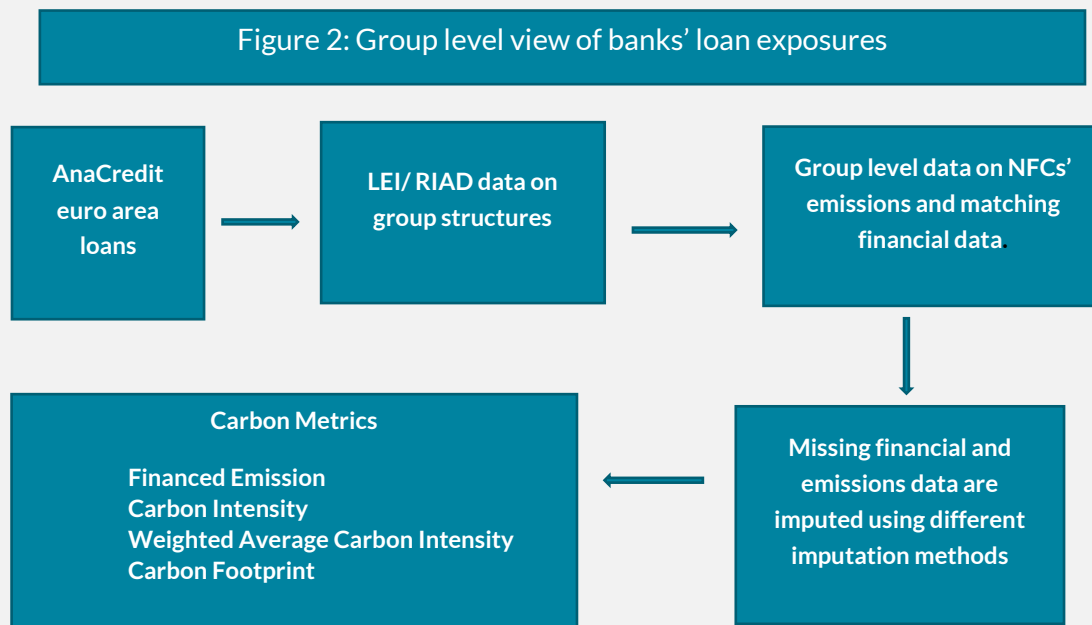 Figure 2: Group level view of banks’ loan exposures
AnaCredit
euro area
loans
LEI/ RIAD data on
group structures
Group level data on NFCs’
emissions and matching
financial data.
Carbon Metrics
Financed Emission
Carbon Intensity
Weighted Average Carbon Intensity
Carbon Footprint
Missing financial and
emissions data are
imputed using different
imputation methods